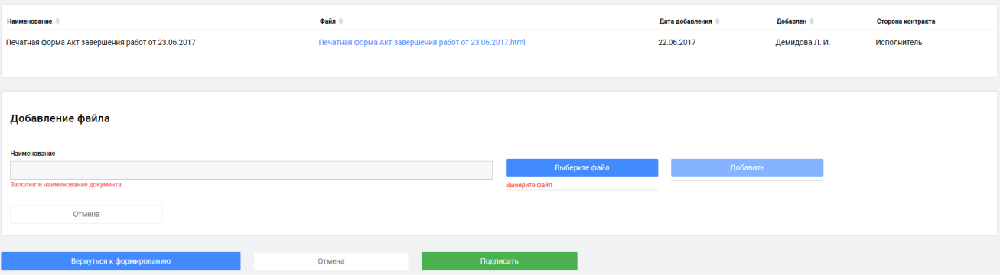 Наименование Файл Дата добавления Добавлен Сторона контракта
Печатная форма Акт завершения работ от 23.06.2017 Печатная форма Акт завершения работ от 23.06.2017.html 22.06.2017 Демидова Л. И. Исполнитель
Добавление файла
Наименование
Выберите файл Добавить
Заполните наименование документа Выберите файл
Отмена
Вернуться к формированию Отмена Подписать